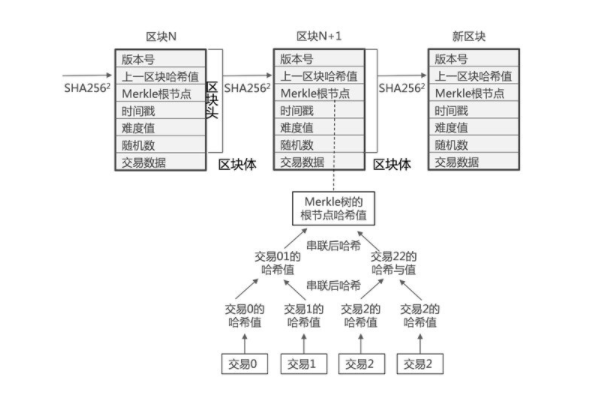 区块N
区块N+1
新区块
版本号
上一区块哈希值
Merkle根节点
时间戳
难度值
随机数
交易数据
版本号
上一区块哈希值
Merkle根节点
时间戳
难度值
随机数
交易数据
版本号
上一区块哈希值
Merkle根节点
时间戳
难度值
随机数
交易数据
SHA256²
区块头
SHA256²
SHA256²
区块体
区块体
Merkle树的
根节点哈希值
串联后哈希
交易01的
哈希值
交易22的
哈希与值
串联后哈希
交易0的
哈希值
交易1的
哈希值
交易2的
哈希值
交易2的
哈希值
交易0
交易1
交易2
交易2